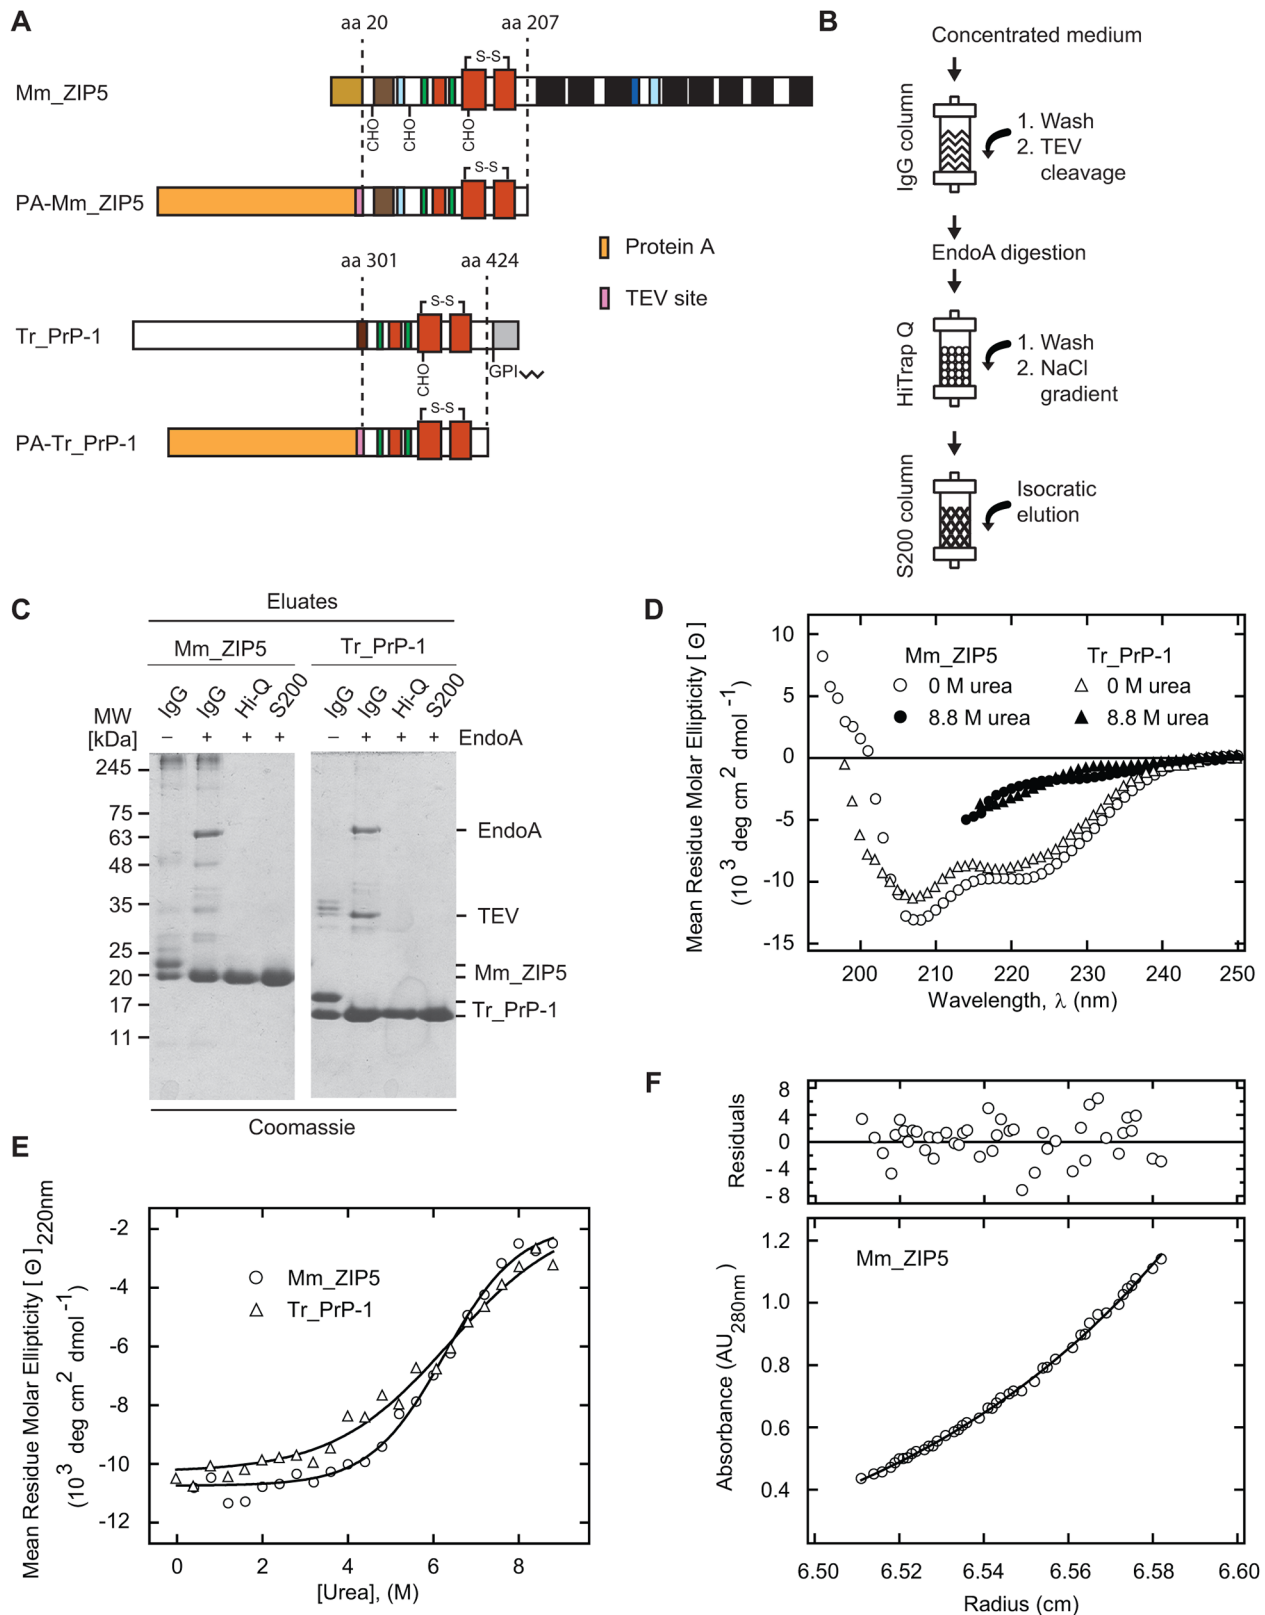 A
aa 20
aa 207
S-S
Mm_ZIP5
CHO
CHO
CHO
S-S
PA-Mm_ZIP5
aa 301
aa 424
S-S
Tr_PrP-1
CHO
GPI
S-S
PA-Tr_PrP-1
Protein A
TEV site
B
Concentrated medium
IgG column
1. Wash
2. TEV
cleavage
EndoA digestion
HiTrap Q
1. Wash
2. NaCl
gradient
S200 column
Isocratic
elution
C
Eluates
Mm_ZIP5
Tr_PrP-1
IgG IgG Hi-Q S200 IgG IgG Hi-Q S200
MW
[kDa]
– + + + – + + + EndoA
245
75
63
48
35
25
20
17
11
EndoA
TEV
Mm_ZIP5
Tr_PrP-1
Coomassie
D
Mean Residue Molar Ellipticity [Θ]
(10³ deg cm² dmol⁻¹)
10
5
0
-5
-10
-15
Mm_ZIP5 Tr_PrP-1
0 M urea 0 M urea
8.8 M urea 8.8 M urea
200 210 220 230 240 250
Wavelength, λ (nm)
E
Mean Residue Molar Ellipticity [Θ]220nm
(10³ deg cm² dmol⁻¹)
-2
-4
-6
-8
-10
-12
Mm_ZIP5
Tr_PrP-1
0 2 4 6 8
[Urea], (M)
F
Residuals
8
4
0
- 4
- 8
Mm_ZIP5
Absorbance (AU280nm)
1.2
1.0
0.8
0.6
0.4
6.50 6.52 6.54 6.56 6.58 6.60
Radius (cm)